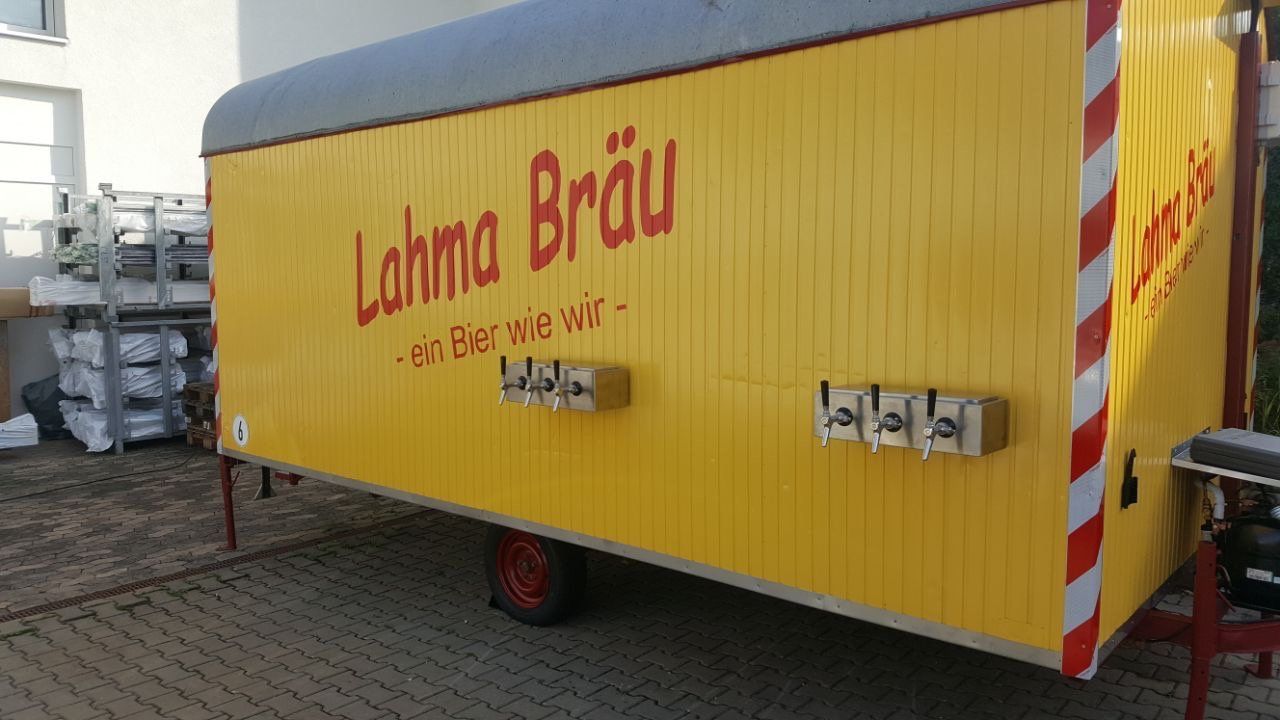 Lahma Bräu
- ein Bier wie wir -
6
Lahma Bräu
- ein Bier wie wir -